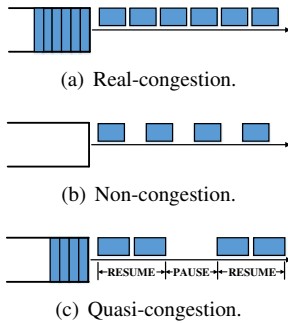 (a) Real-congestion.
(b) Non-congestion.
RESUME PAUSE RESUME
(c) Quasi-congestion.